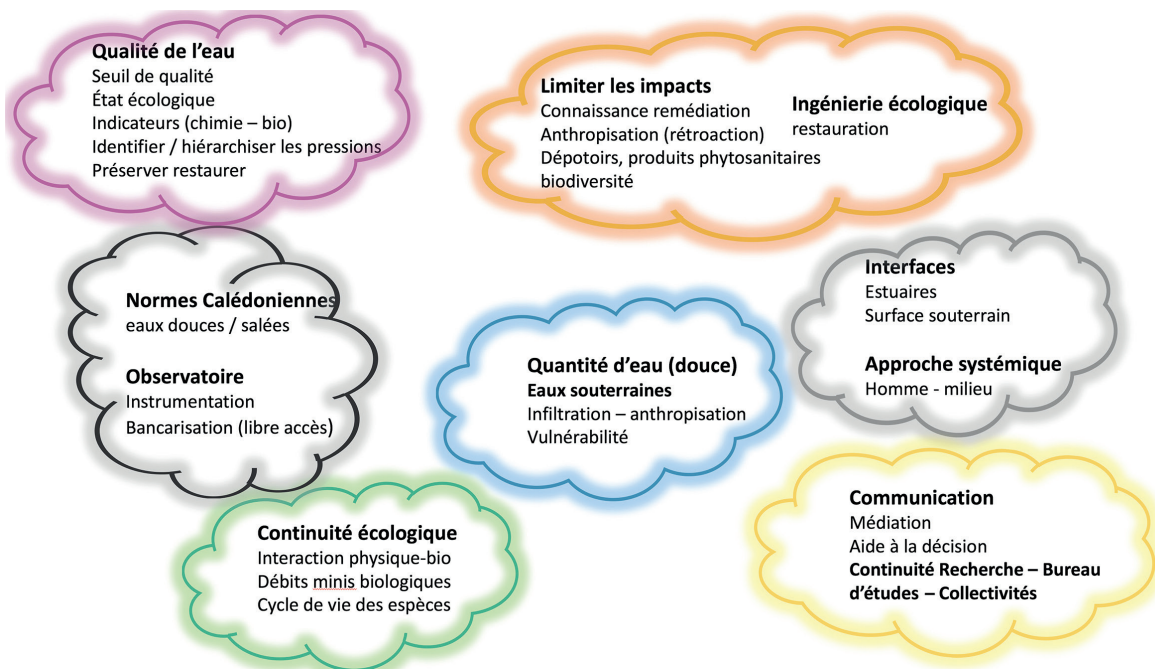 Qualité de l’eau
Seuil de qualité
État écologique
Indicateurs (chimie – bio)
Identifier / hiérarchiser les pressions
Préserver restaurer
Limiter les impacts
Connaissance remédiation
Anthropisation (rétroaction)
Dépotoirs, produits phytosanitaires
biodiversité
Ingénierie écologique
restauration
Normes Calédoniennes
eaux douces / salées
Observatoire
Instrumentation
Bancarisation (libre accès)
Quantité d’eau (douce)
Eaux souterraines
Infiltration – anthropisation
Vulnérabilité
Interfaces
Estuaires
Surface souterrain
Approche systémique
Homme - milieu
Continuité écologique
Interaction physique-bio
Débits minis biologiques
Cycle de vie des espèces
Communication
Médiation
Aide à la décision
Continuité Recherche – Bureau
d’études – Collectivités